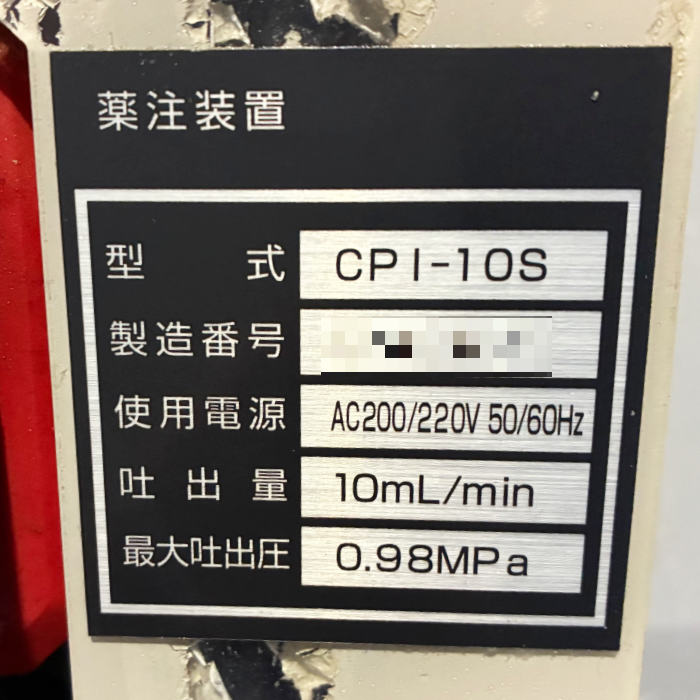 薬注装置
型式 CPI-10S
製造番号
使用電源 AC200/220V 50/60Hz
吐出量 10mL/min
最大吐出圧 0.98MPa